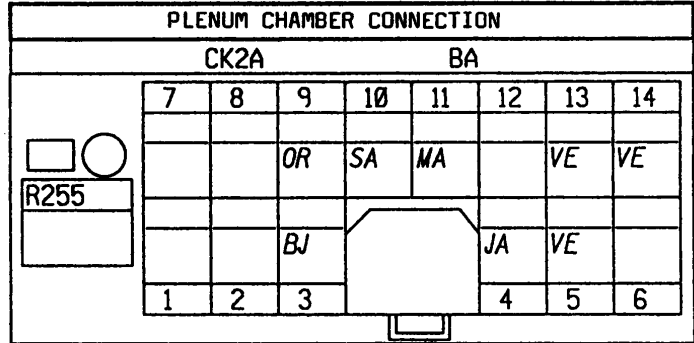 PLENUM CHAMBER CONNECTION
CK2A BA
7 8 9 10 11 12 13 14
OR SA MA VE VE
R255
BJ JA VE
1 2 3 4 5 6